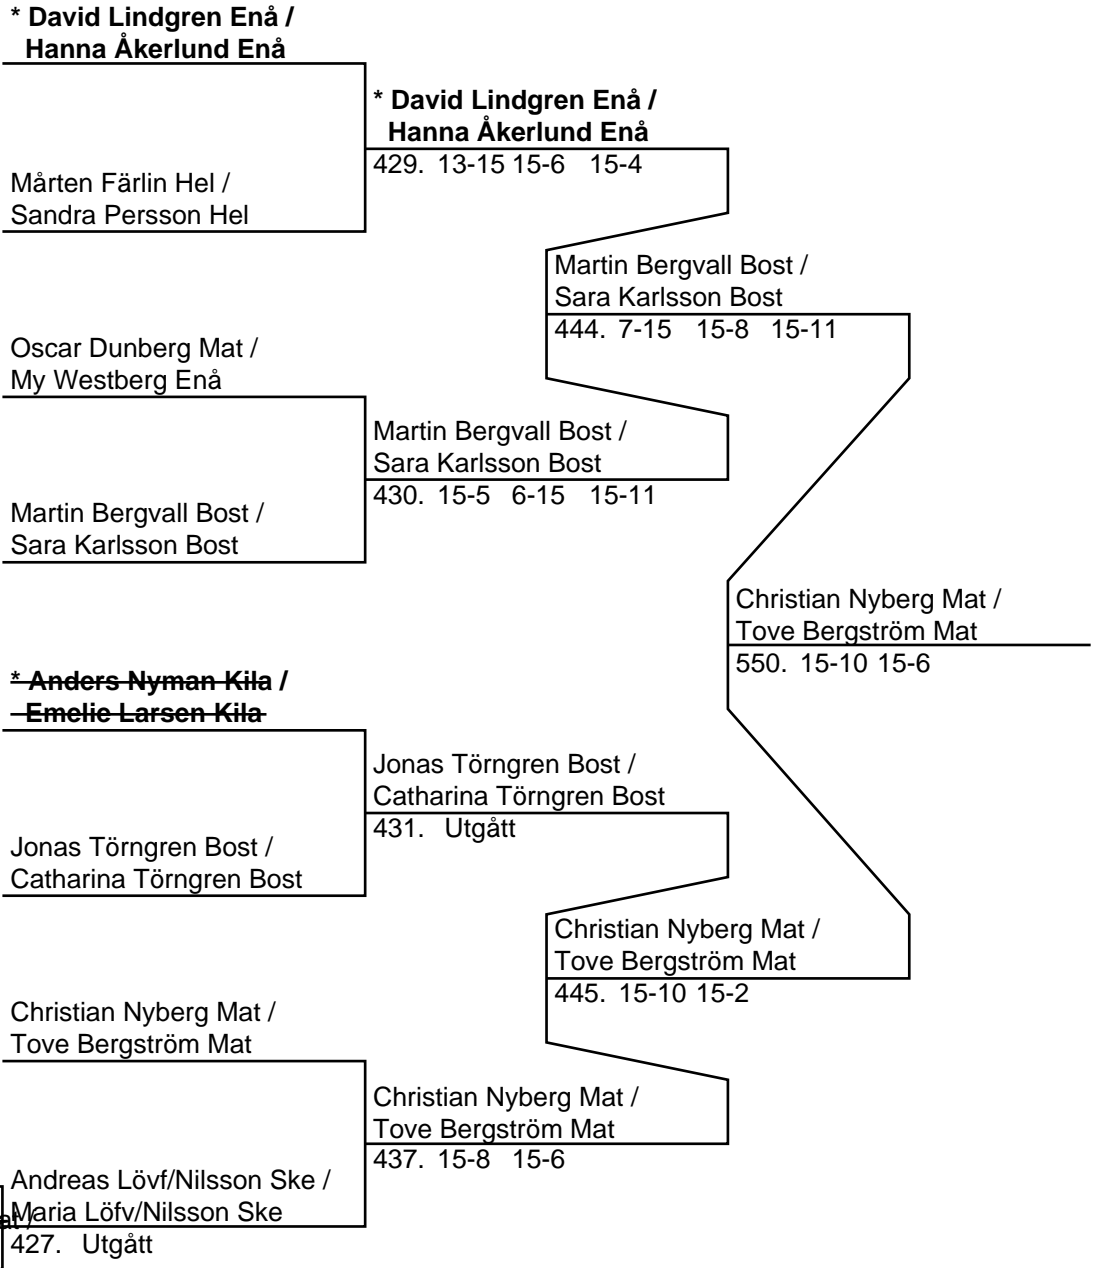 * David Lindgren Enå /
Hanna Åkerlund Enå
* David Lindgren Enå /
Hanna Åkerlund Enå
429. 13-15 15-6 15-4
Mårten Färlin Hel /
Sandra Persson Hel
Martin Bergvall Bost /
Sara Karlsson Bost
444. 7-15 15-8 15-11
Oscar Dunberg Mat /
My Westberg Enå
Martin Bergvall Bost /
Sara Karlsson Bost
430. 15-5 6-15 15-11
Martin Bergvall Bost /
Sara Karlsson Bost
Christian Nyberg Mat /
Tove Bergström Mat
550. 15-10 15-6
* Anders Nyman Kila /
Emelie Larsen Kila
Jonas Törngren Bost /
Catharina Törngren Bost
431. Utgått
Jonas Törngren Bost /
Catharina Törngren Bost
Christian Nyberg Mat /
Tove Bergström Mat
445. 15-10 15-2
Christian Nyberg Mat /
Tove Bergström Mat
Christian Nyberg Mat /
Tove Bergström Mat
437. 15-8 15-6
Andreas Lövf/Nilsson Ske /
Maria Löfv/Nilsson Ske
427. Utgått